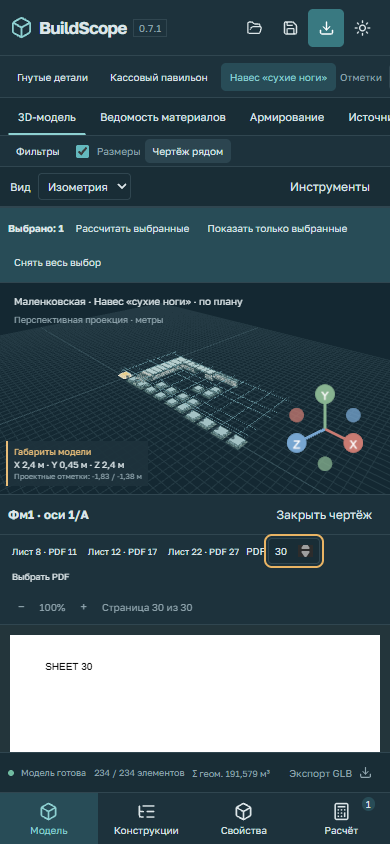 BuildScope 0.7.1
Гнутые детали Кассовый павильон Навес «сухие ноги» Отметки
3D-модель Ведомость материалов Армирование Источни
Фильтры Размеры Чертёж рядом
Вид Изометрия Инструменты
Выбрано: 1 Рассчитать выбранные Показать только выбранные
Снять весь выбор
Маленковская · Навес «сухие ноги» · по плану
Перспективная проекция · метры
Y
Z X
Габариты модели
X 2,4 м · Y 0,45 м · Z 2,4 м
Проектные отметки: -1,83 / -1,38 м
Фм1 · оси 1/А Закрыть чертёж
Лист 8 · PDF 11 Лист 12 · PDF 17 Лист 22 · PDF 27 PDF 30
Выбрать PDF
− 100% + Страница 30 из 30
SHEET 30
Модель готова 234 / 234 элементов Σ геом. 191,579 м³ Экспорт GLB
1
Модель Конструкции Свойства Расчёт